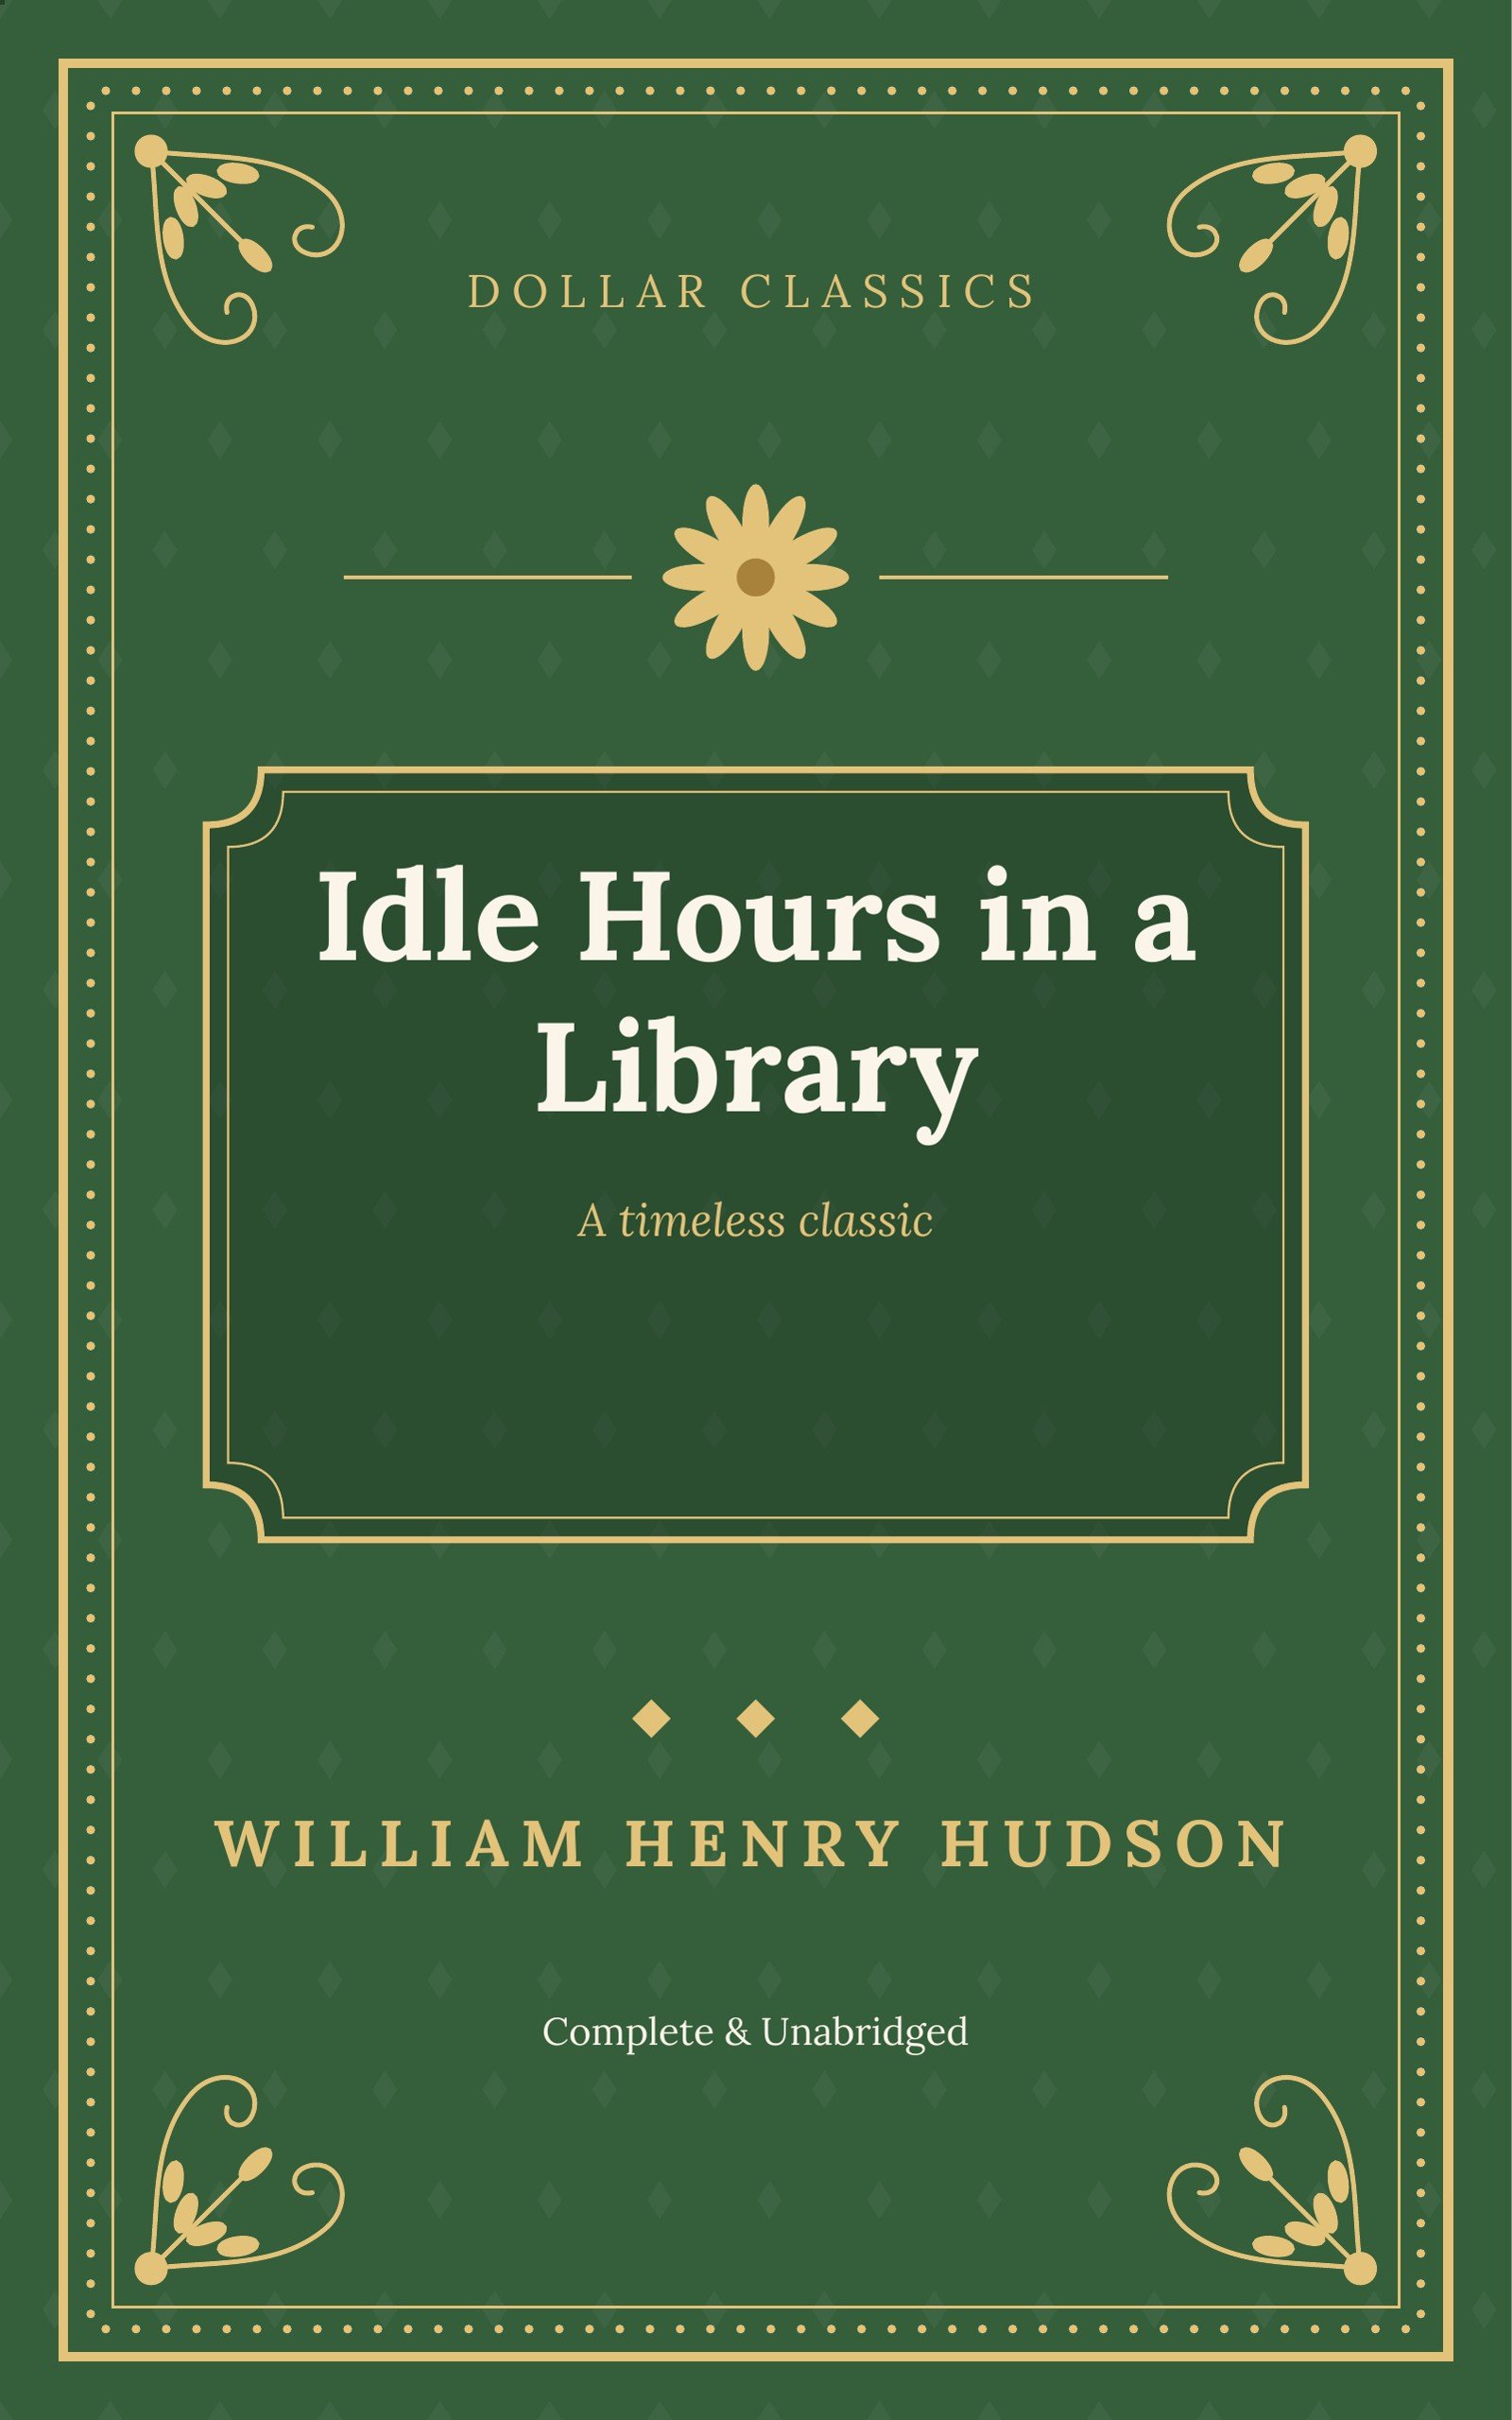 DOLLAR CLASSICS
Idle Hours in a
Library
A timeless classic
WILLIAM HENRY HUDSON
Complete & Unabridged